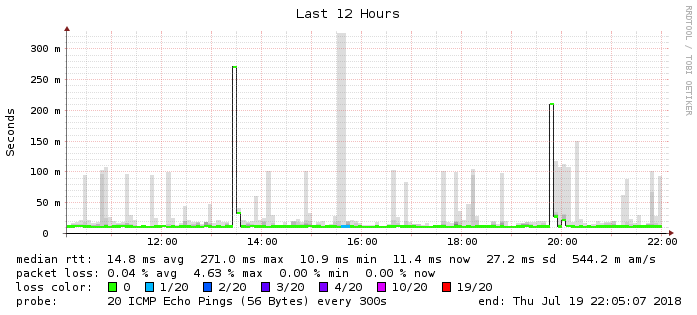 Last 12 Hours
RRDTOOL / TOBI OETIKER
Seconds
300 m
250 m
200 m
150 m
100 m
50 m
0
12:00 14:00 16:00 18:00 20:00 22:00
median rtt: 14.8 ms avg 271.0 ms max 10.9 ms min 11.4 ms now 27.2 ms sd 544.2 m am/s
packet loss: 0.04 % avg 4.63 % max 0.00 % min 0.00 % now
loss color: 0 1/20 2/20 3/20 4/20 10/20 19/20
probe: 20 ICMP Echo Pings (56 Bytes) every 300s end: Thu Jul 19 22:05:07 2018